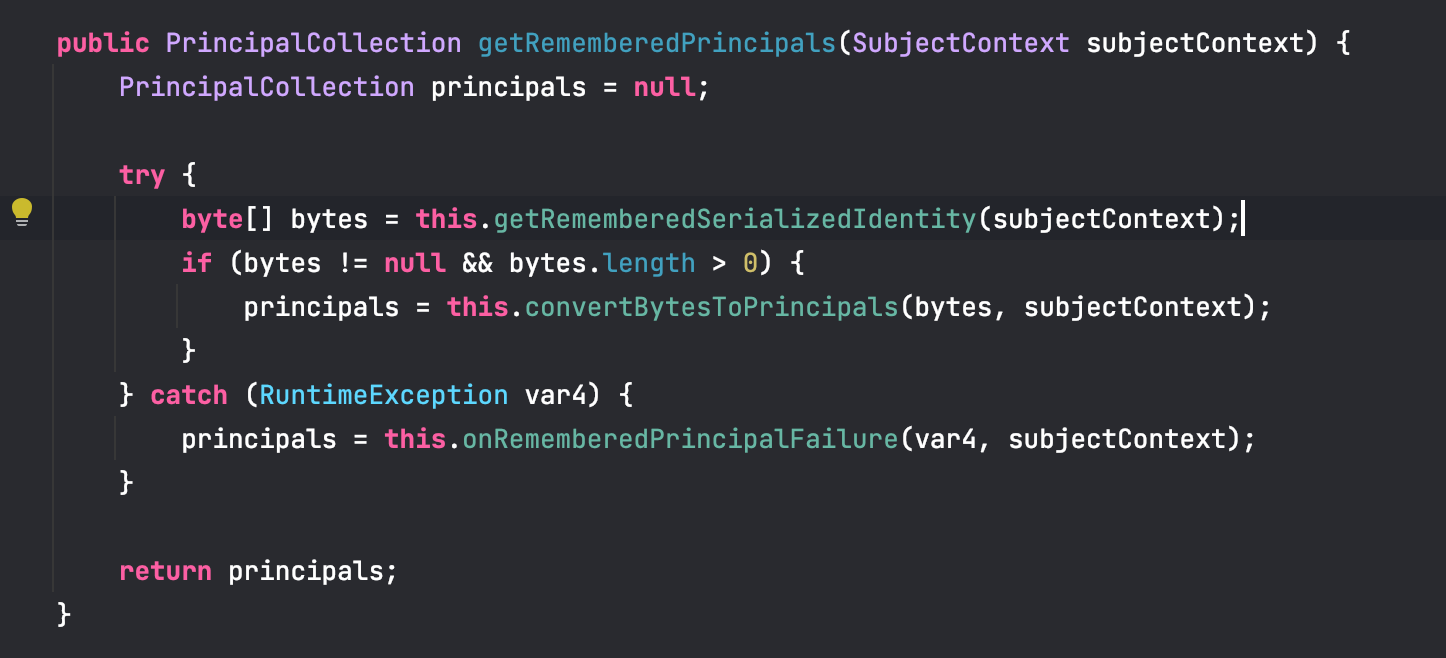 public PrincipalCollection getRememberedPrincipals(SubjectContext subjectContext) {
    PrincipalCollection principals = null;

    try {
        byte[] bytes = this.getRememberedSerializedIdentity(subjectContext);
        if (bytes != null && bytes.length > 0) {
            principals = this.convertBytesToPrincipals(bytes, subjectContext);
        }
    } catch (RuntimeException var4) {
        principals = this.onRememberedPrincipalFailure(var4, subjectContext);
    }

    return principals;
}